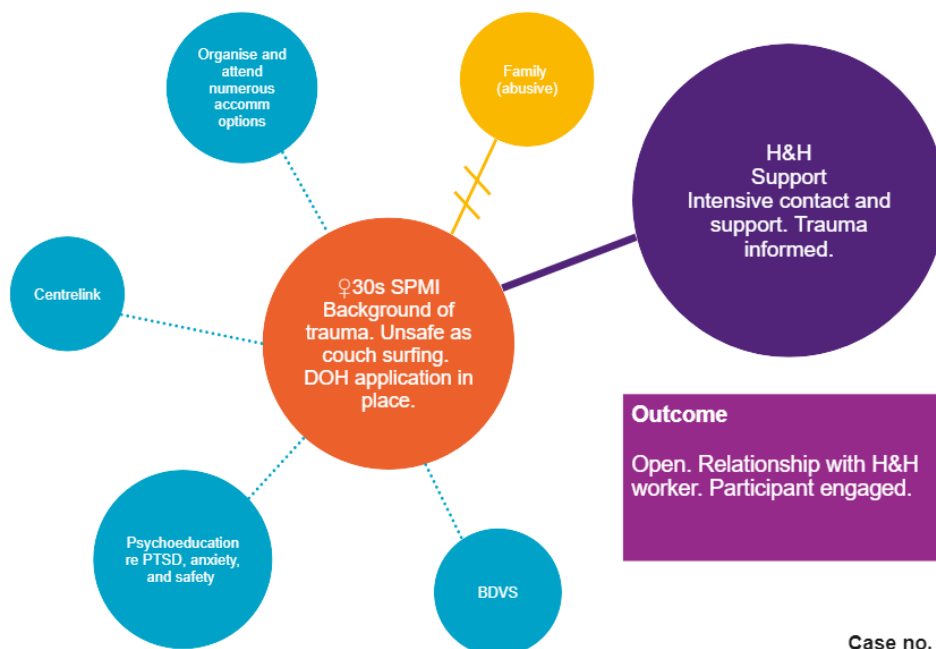 Organise and
attend
numerous
accomm
options
Family
(abusive)
H&H
Support
Intensive contact and
support. Trauma
informed.
Centrelink
♀30s SPMI
Background of
trauma. Unsafe as
couch surfing.
DOH application in
place.
Outcome
Open. Relationship with H&H
worker. Participant engaged.
Psychoeducation
re PTSD, anxiety,
and safety
BDVS
Case no.